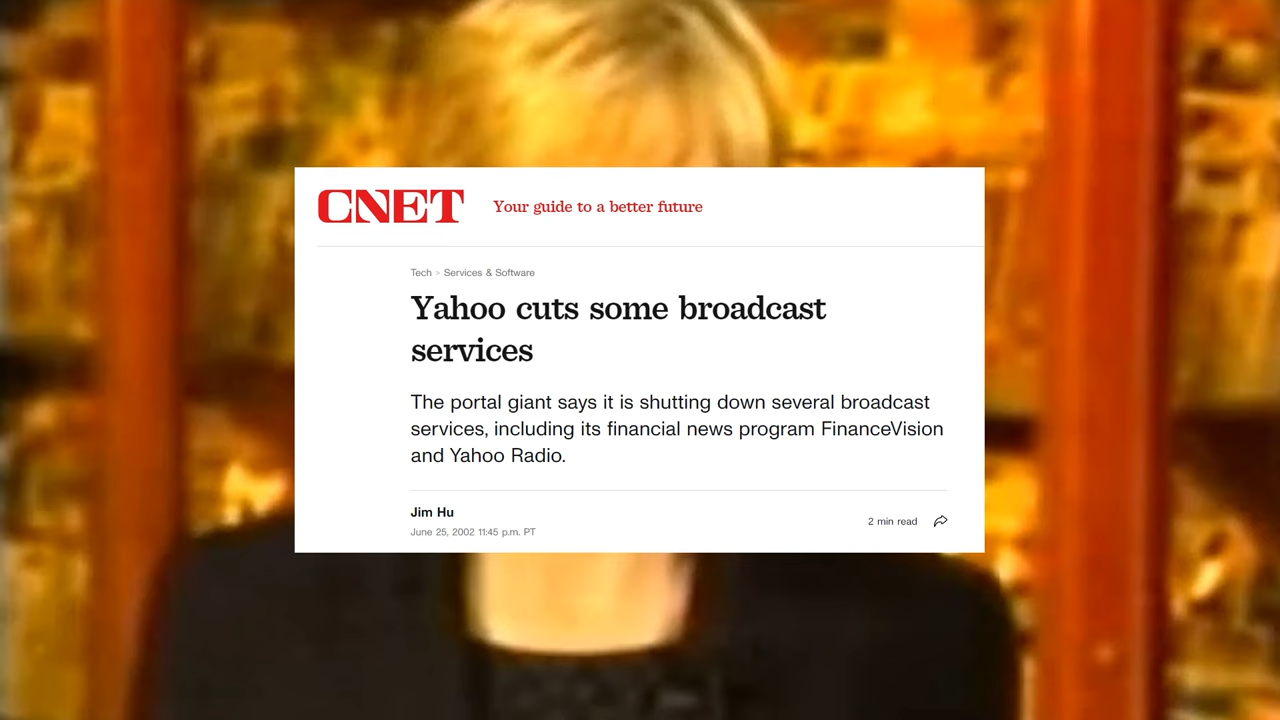 CNET Your guide to a better future
Tech > Services & Software
Yahoo cuts some broadcast
services
The portal giant says it is shutting down several broadcast
services, including its financial news program FinanceVision
and Yahoo Radio.
Jim Hu
2 min read
June 25, 2002 11:45 p.m. PT